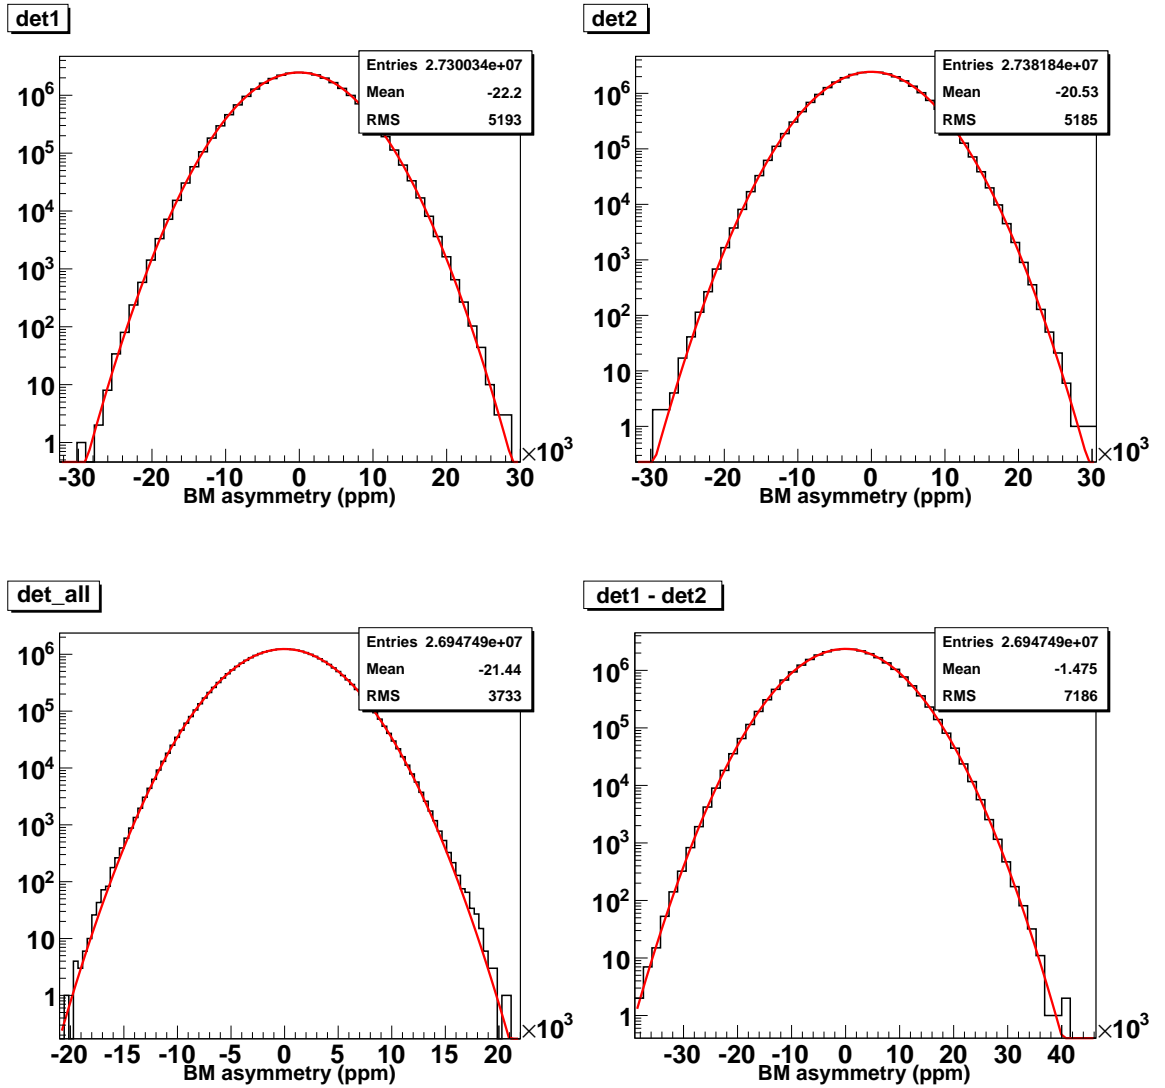 det1
Entries 2.730034e+07
Mean -22.2
RMS 5193
10^6
10^5
10^4
10^3
10^2
10
1
-30 -20 -10 0 10 20 30
×10^3
BM asymmetry (ppm)
det2
Entries 2.738184e+07
Mean -20.53
RMS 5185
10^6
10^5
10^4
10^3
10^2
10
1
-30 -20 -10 0 10 20 30
×10^3
BM asymmetry (ppm)
det_all
Entries 2.694749e+07
Mean -21.44
RMS 3733
10^6
10^5
10^4
10^3
10^2
10
1
-20 -15 -10 -5 0 5 10 15 20
×10^3
BM asymmetry (ppm)
det1 - det2
Entries 2.694749e+07
Mean -1.475
RMS 7186
10^6
10^5
10^4
10^3
10^2
10
1
-30 -20 -10 0 10 20 30 40
×10^3
BM asymmetry (ppm)